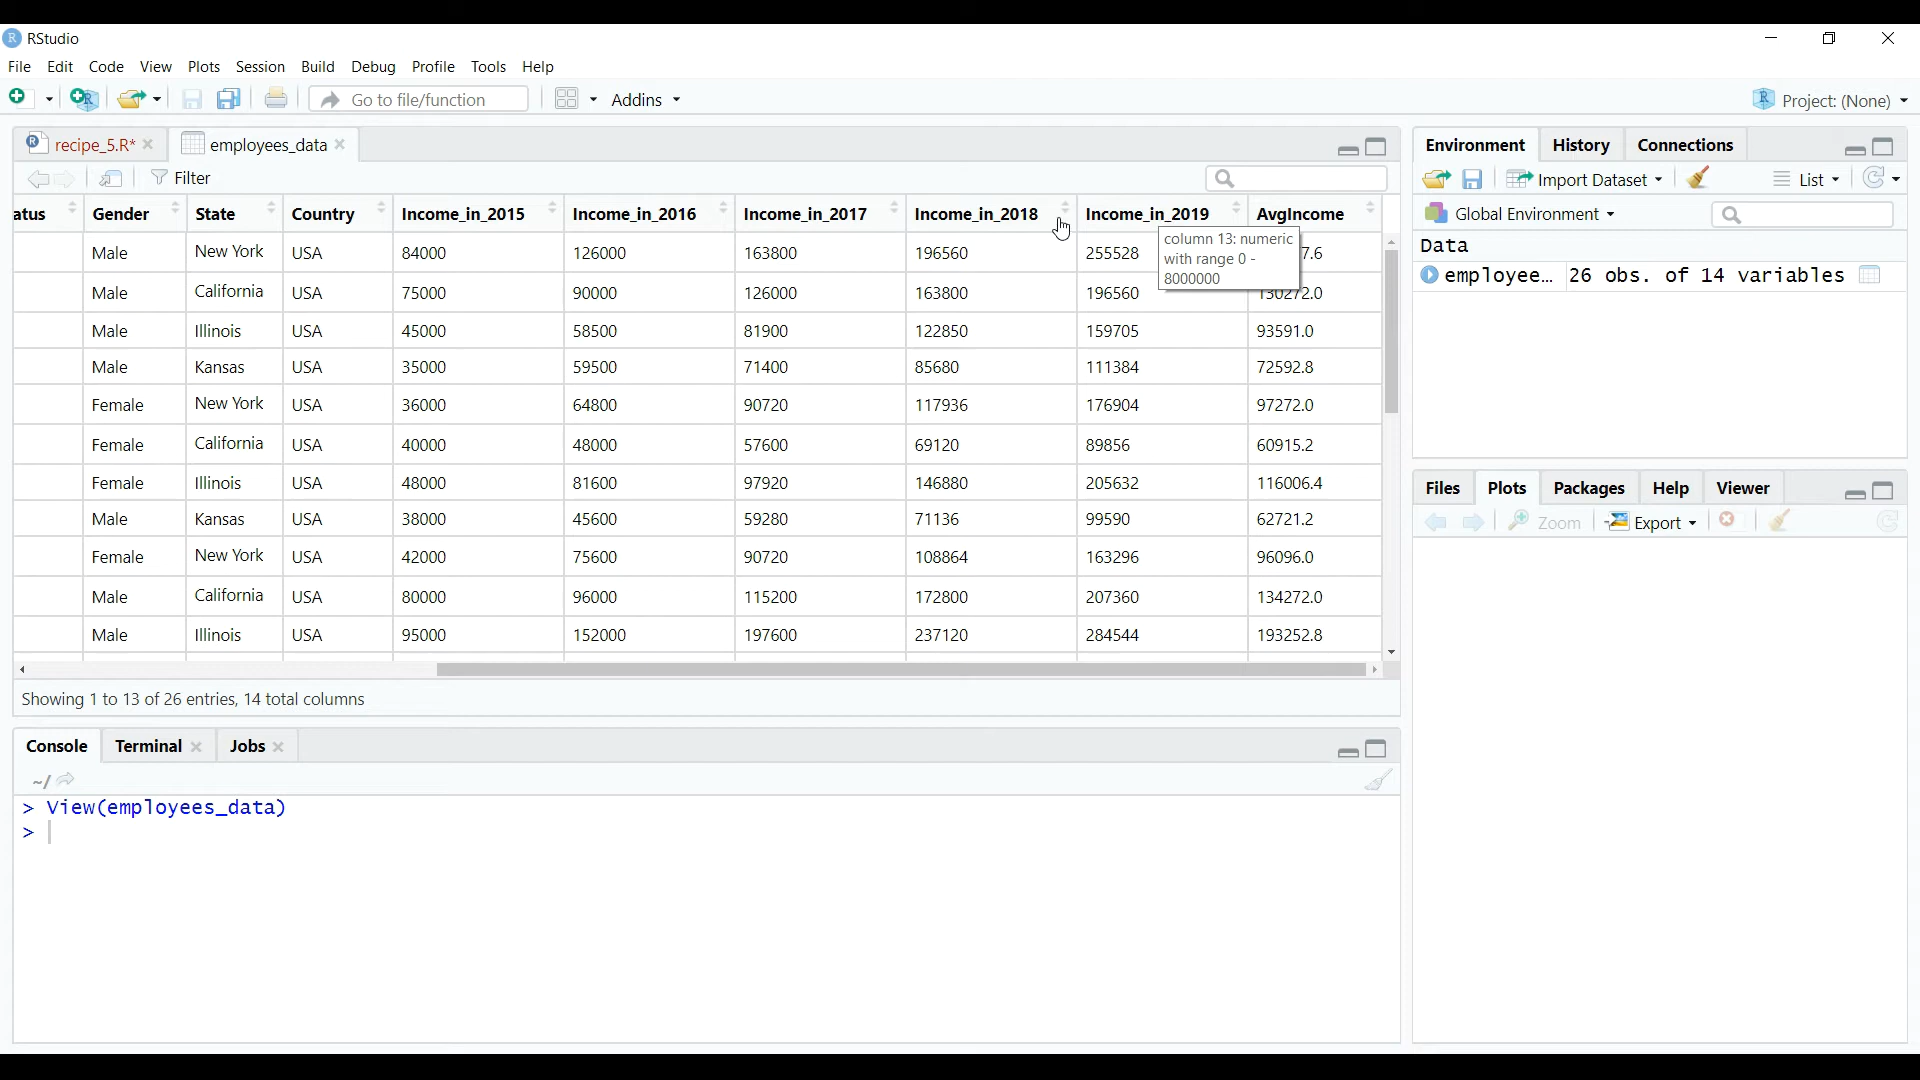 RStudio
File Edit Code View Plots Session Build Debug Profile Tools Help
Go to file/function Addins Project: (None)
recipe_5.R* employees_data
Filter
atus Gender State Country Income_in_2015 Income_in_2016 Income_in_2017 Income_in_2018 Income_in_2019 AvgIncome
Male New York USA 84000 126000 163800 196560 255528 7.6
Male California USA 75000 90000 126000 163800 196560 130272.0
Male Illinois USA 45000 58500 81900 122850 159705 93591.0
Male Kansas USA 35000 59500 71400 85680 111384 72592.8
Female New York USA 36000 64800 90720 117936 176904 97272.0
Female California USA 40000 48000 57600 69120 89856 60915.2
Female Illinois USA 48000 81600 97920 146880 205632 116006.4
Male Kansas USA 38000 45600 59280 71136 99590 62721.2
Female New York USA 42000 75600 90720 108864 163296 96096.0
Male California USA 80000 96000 115200 172800 207360 134272.0
Male Illinois USA 95000 152000 197600 237120 284544 193252.8
column 13: numeric
with range 0 -
8000000
Showing 1 to 13 of 26 entries, 14 total columns
Console Terminal Jobs
~/
> View(employees_data)
>
Environment History Connections
Import Dataset List
Global Environment
Data
employee... 26 obs. of 14 variables
Files Plots Packages Help Viewer
Zoom Export